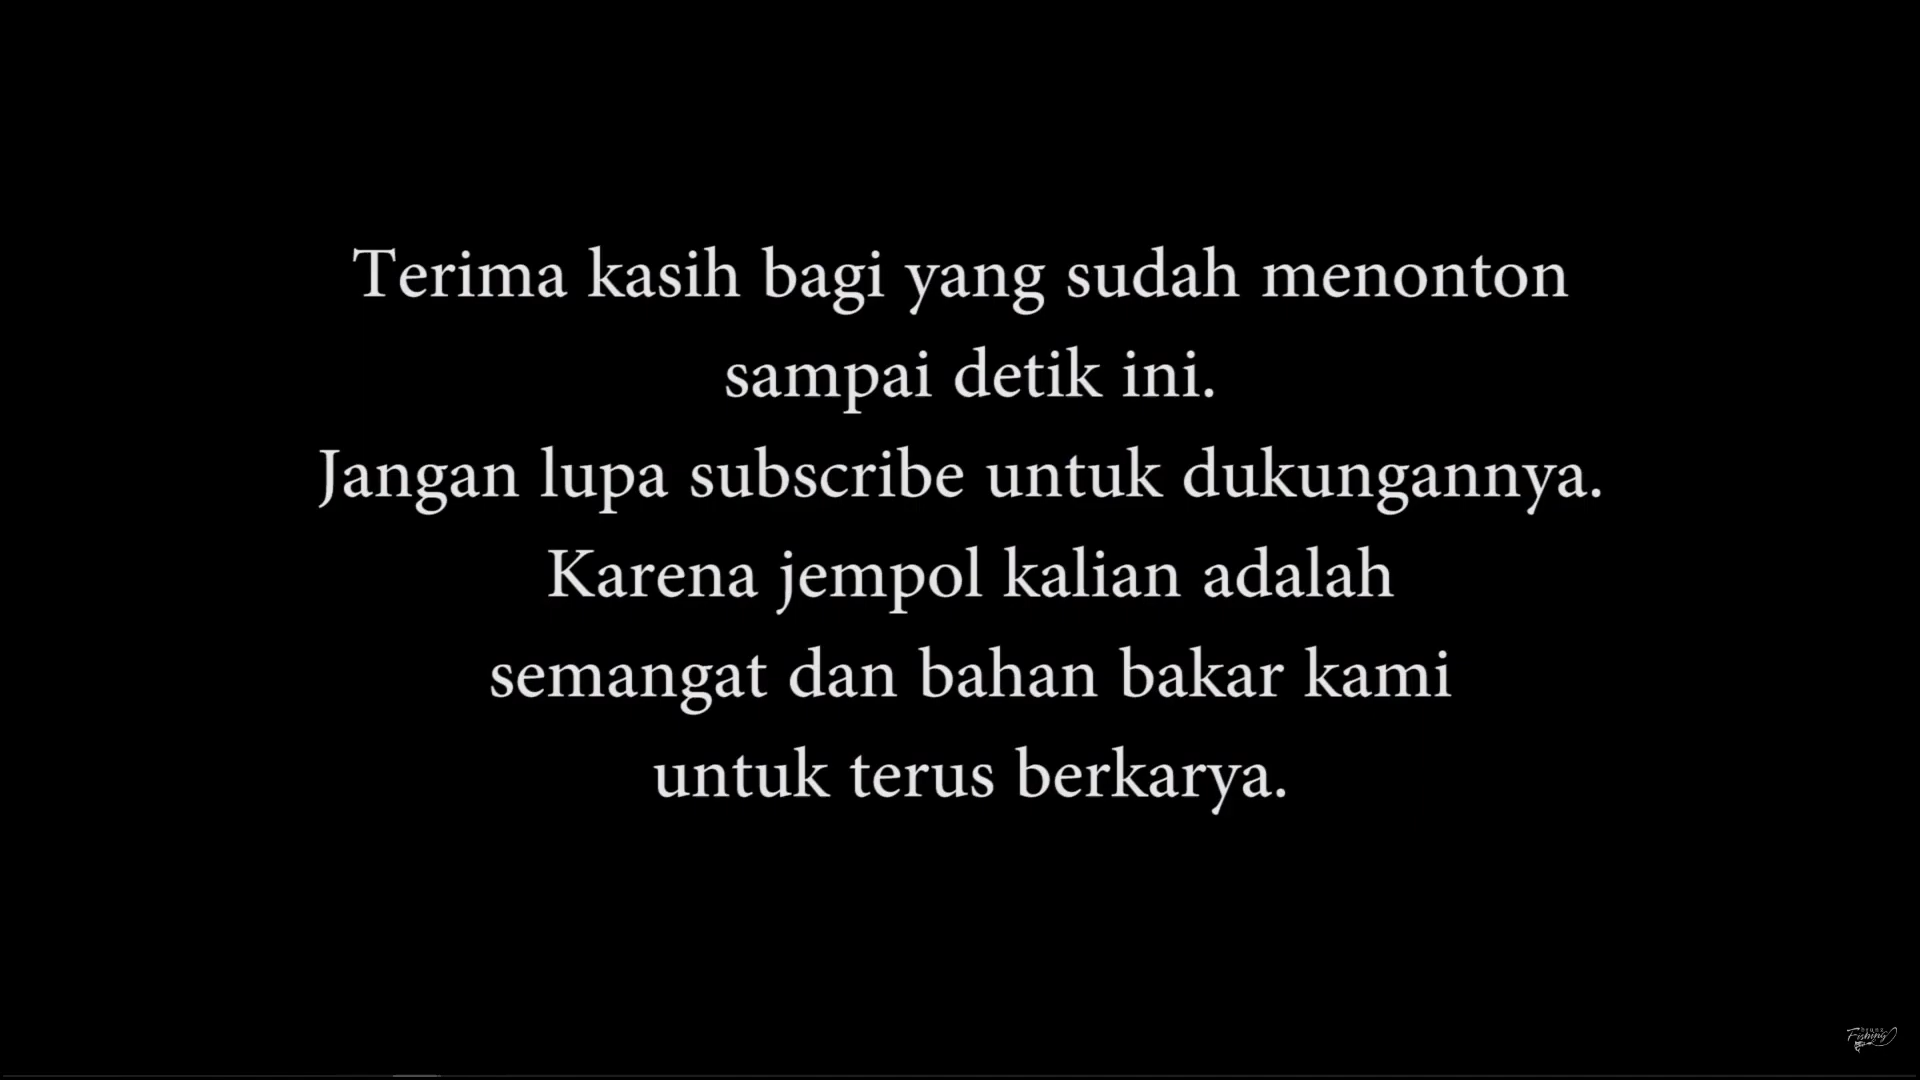 Terima kasih bagi yang sudah menonton
sampai detik ini.
Jangan lupa subscribe untuk dukungannya.
Karena jempol kalian adalah
semangat dan bahan bakar kami
untuk terus berkarya.
Fishing